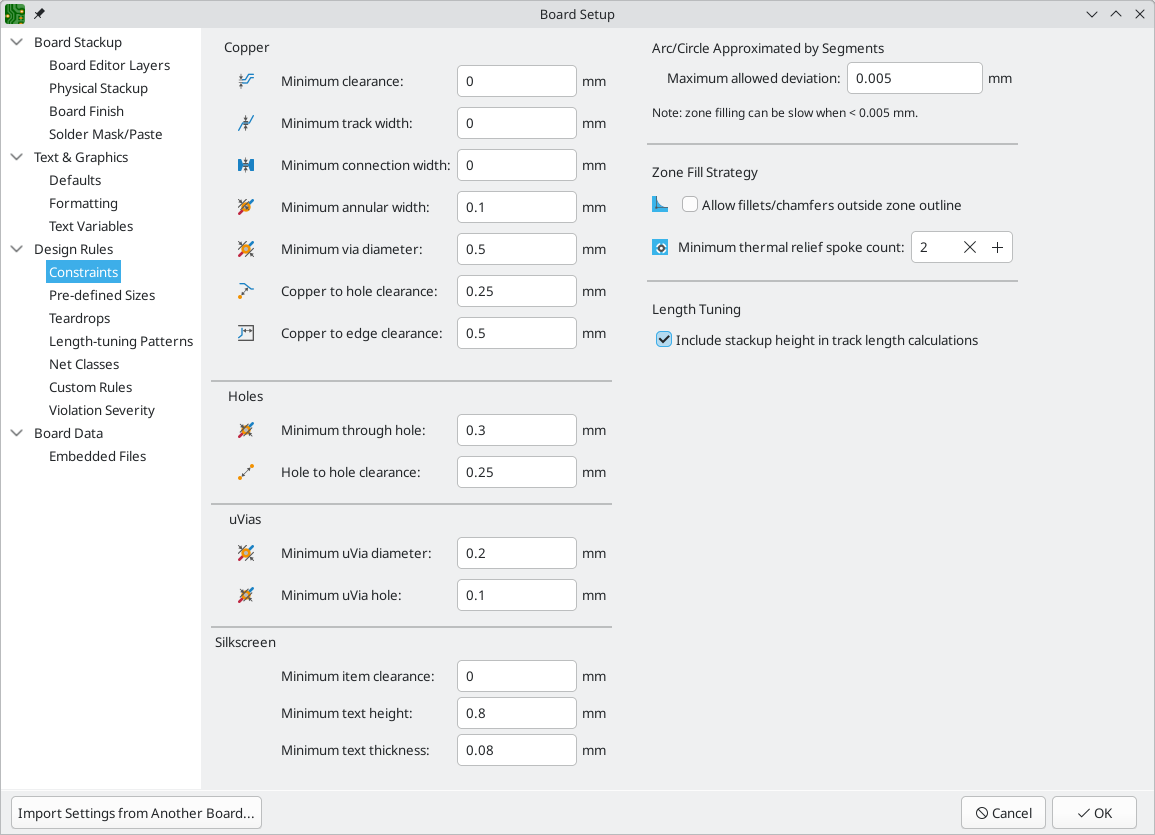 Board Setup
Board Stackup
Board Editor Layers
Physical Stackup
Board Finish
Solder Mask/Paste
Text & Graphics
Defaults
Formatting
Text Variables
Design Rules
Constraints
Pre-defined Sizes
Teardrops
Length-tuning Patterns
Net Classes
Custom Rules
Violation Severity
Board Data
Embedded Files
Copper
Minimum clearance: 0 mm
Minimum track width: 0 mm
Minimum connection width: 0 mm
Minimum annular width: 0.1 mm
Minimum via diameter: 0.5 mm
Copper to hole clearance: 0.25 mm
Copper to edge clearance: 0.5 mm
Holes
Minimum through hole: 0.3 mm
Hole to hole clearance: 0.25 mm
uVias
Minimum uVia diameter: 0.2 mm
Minimum uVia hole: 0.1 mm
Silkscreen
Minimum item clearance: 0 mm
Minimum text height: 0.8 mm
Minimum text thickness: 0.08 mm
Arc/Circle Approximated by Segments
Maximum allowed deviation: 0.005 mm
Note: zone filling can be slow when < 0.005 mm.
Zone Fill Strategy
Allow fillets/chamfers outside zone outline
Minimum thermal relief spoke count: 2
Length Tuning
Include stackup height in track length calculations
Import Settings from Another Board...
Cancel
OK